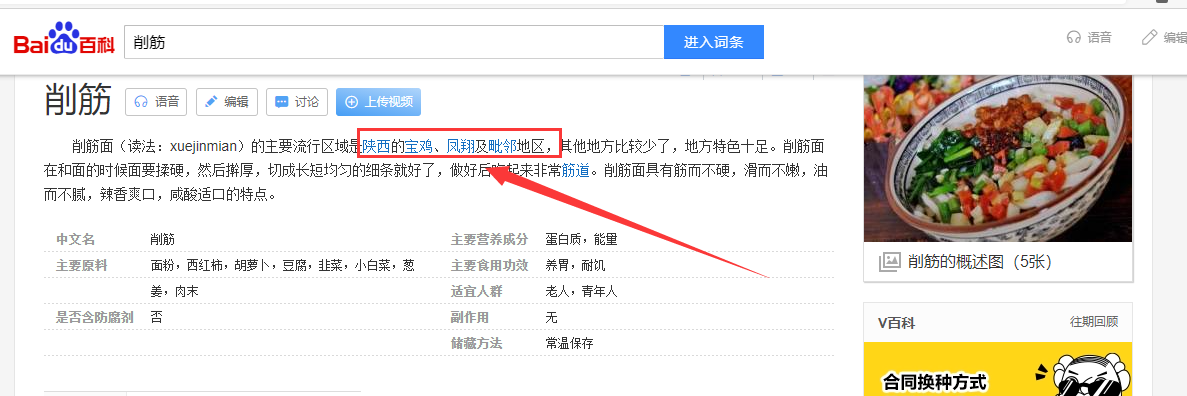 Baidu百科
削筋
进入词条
语音
编辑
削筋
语音
编辑
讨论
上传视频
削筋面（读法：xuejinmian）的主要流行区域是陕西的宝鸡、凤翔及毗邻地区，其他地方比较少了，地方特色十足。削筋面
在和面的时候面要揉硬，然后擀厚，切成长短均匀的细条就好了，做好后吃起来非常筋道。削筋面具有筋而不硬，滑而不嫩，油
而不腻，辣香爽口，咸酸适口的特点。
中文名 削筋 主要营养成分 蛋白质，能量
主要原料 面粉，西红柿，胡萝卜，豆腐，韭菜，小白菜，葱 主要食用功效 养胃，耐饥
姜，肉末 适宜人群 老人，青年人
是否含防腐剂 否 副作用 无
储藏方法 常温保存
削筋的概述图（5张）
V百科 往期回顾
合同换种方式